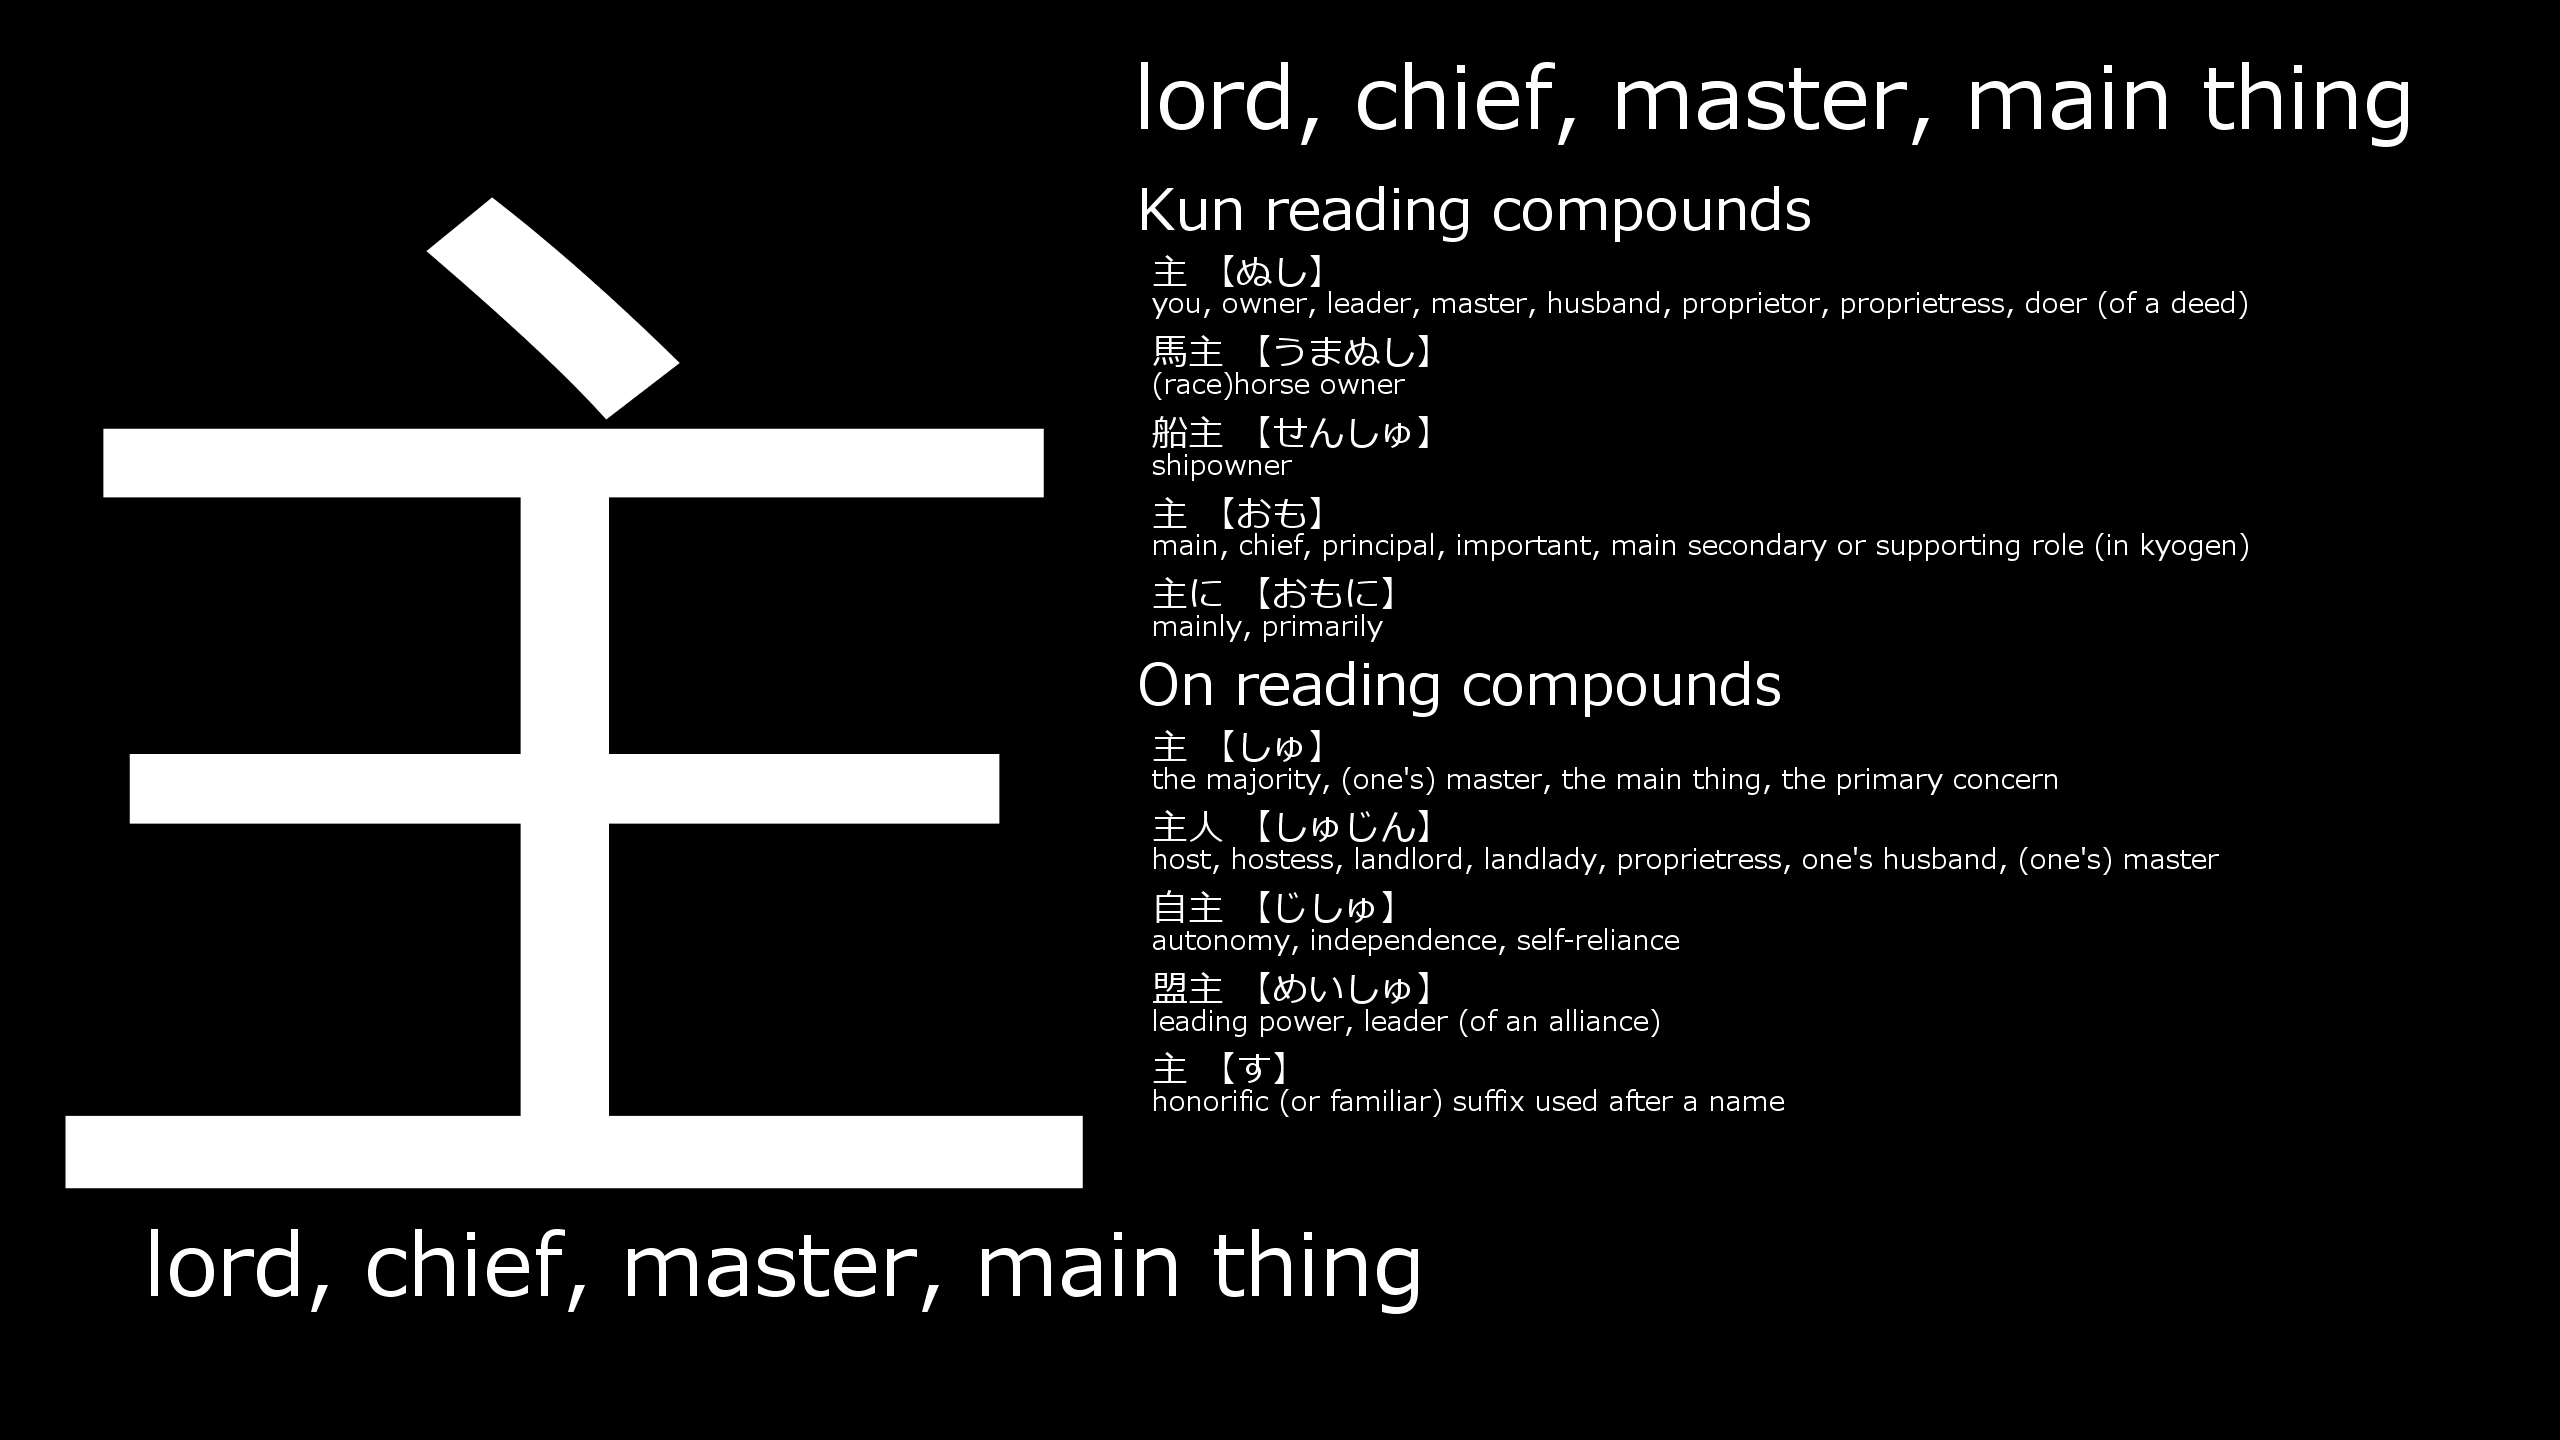 主
lord, chief, master, main thing
lord, chief, master, main thing
Kun reading compounds
主 【ぬし】
you, owner, leader, master, husband, proprietor, proprietress, doer (of a deed)
馬主 【うまぬし】
(race)horse owner
船主 【せんしゅ】
shipowner
主 【おも】
main, chief, principal, important, main secondary or supporting role (in kyogen)
主に 【おもに】
mainly, primarily
On reading compounds
主 【しゅ】
the majority, (one's) master, the main thing, the primary concern
主人 【しゅじん】
host, hostess, landlord, landlady, proprietress, one's husband, (one's) master
自主 【じしゅ】
autonomy, independence, self-reliance
盟主 【めいしゅ】
leading power, leader (of an alliance)
主 【す】
honorific (or familiar) suffix used after a name